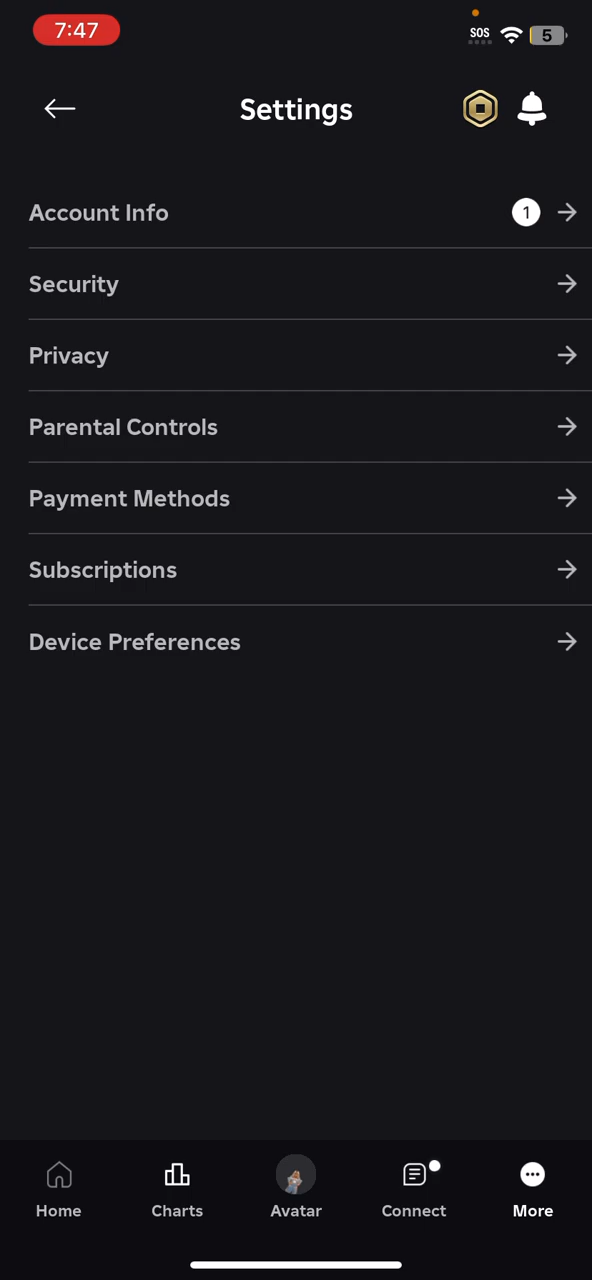 7:47
SOS
5
Settings
Account Info
1
Security
Privacy
Parental Controls
Payment Methods
Subscriptions
Device Preferences
Home
Charts
Avatar
Connect
More